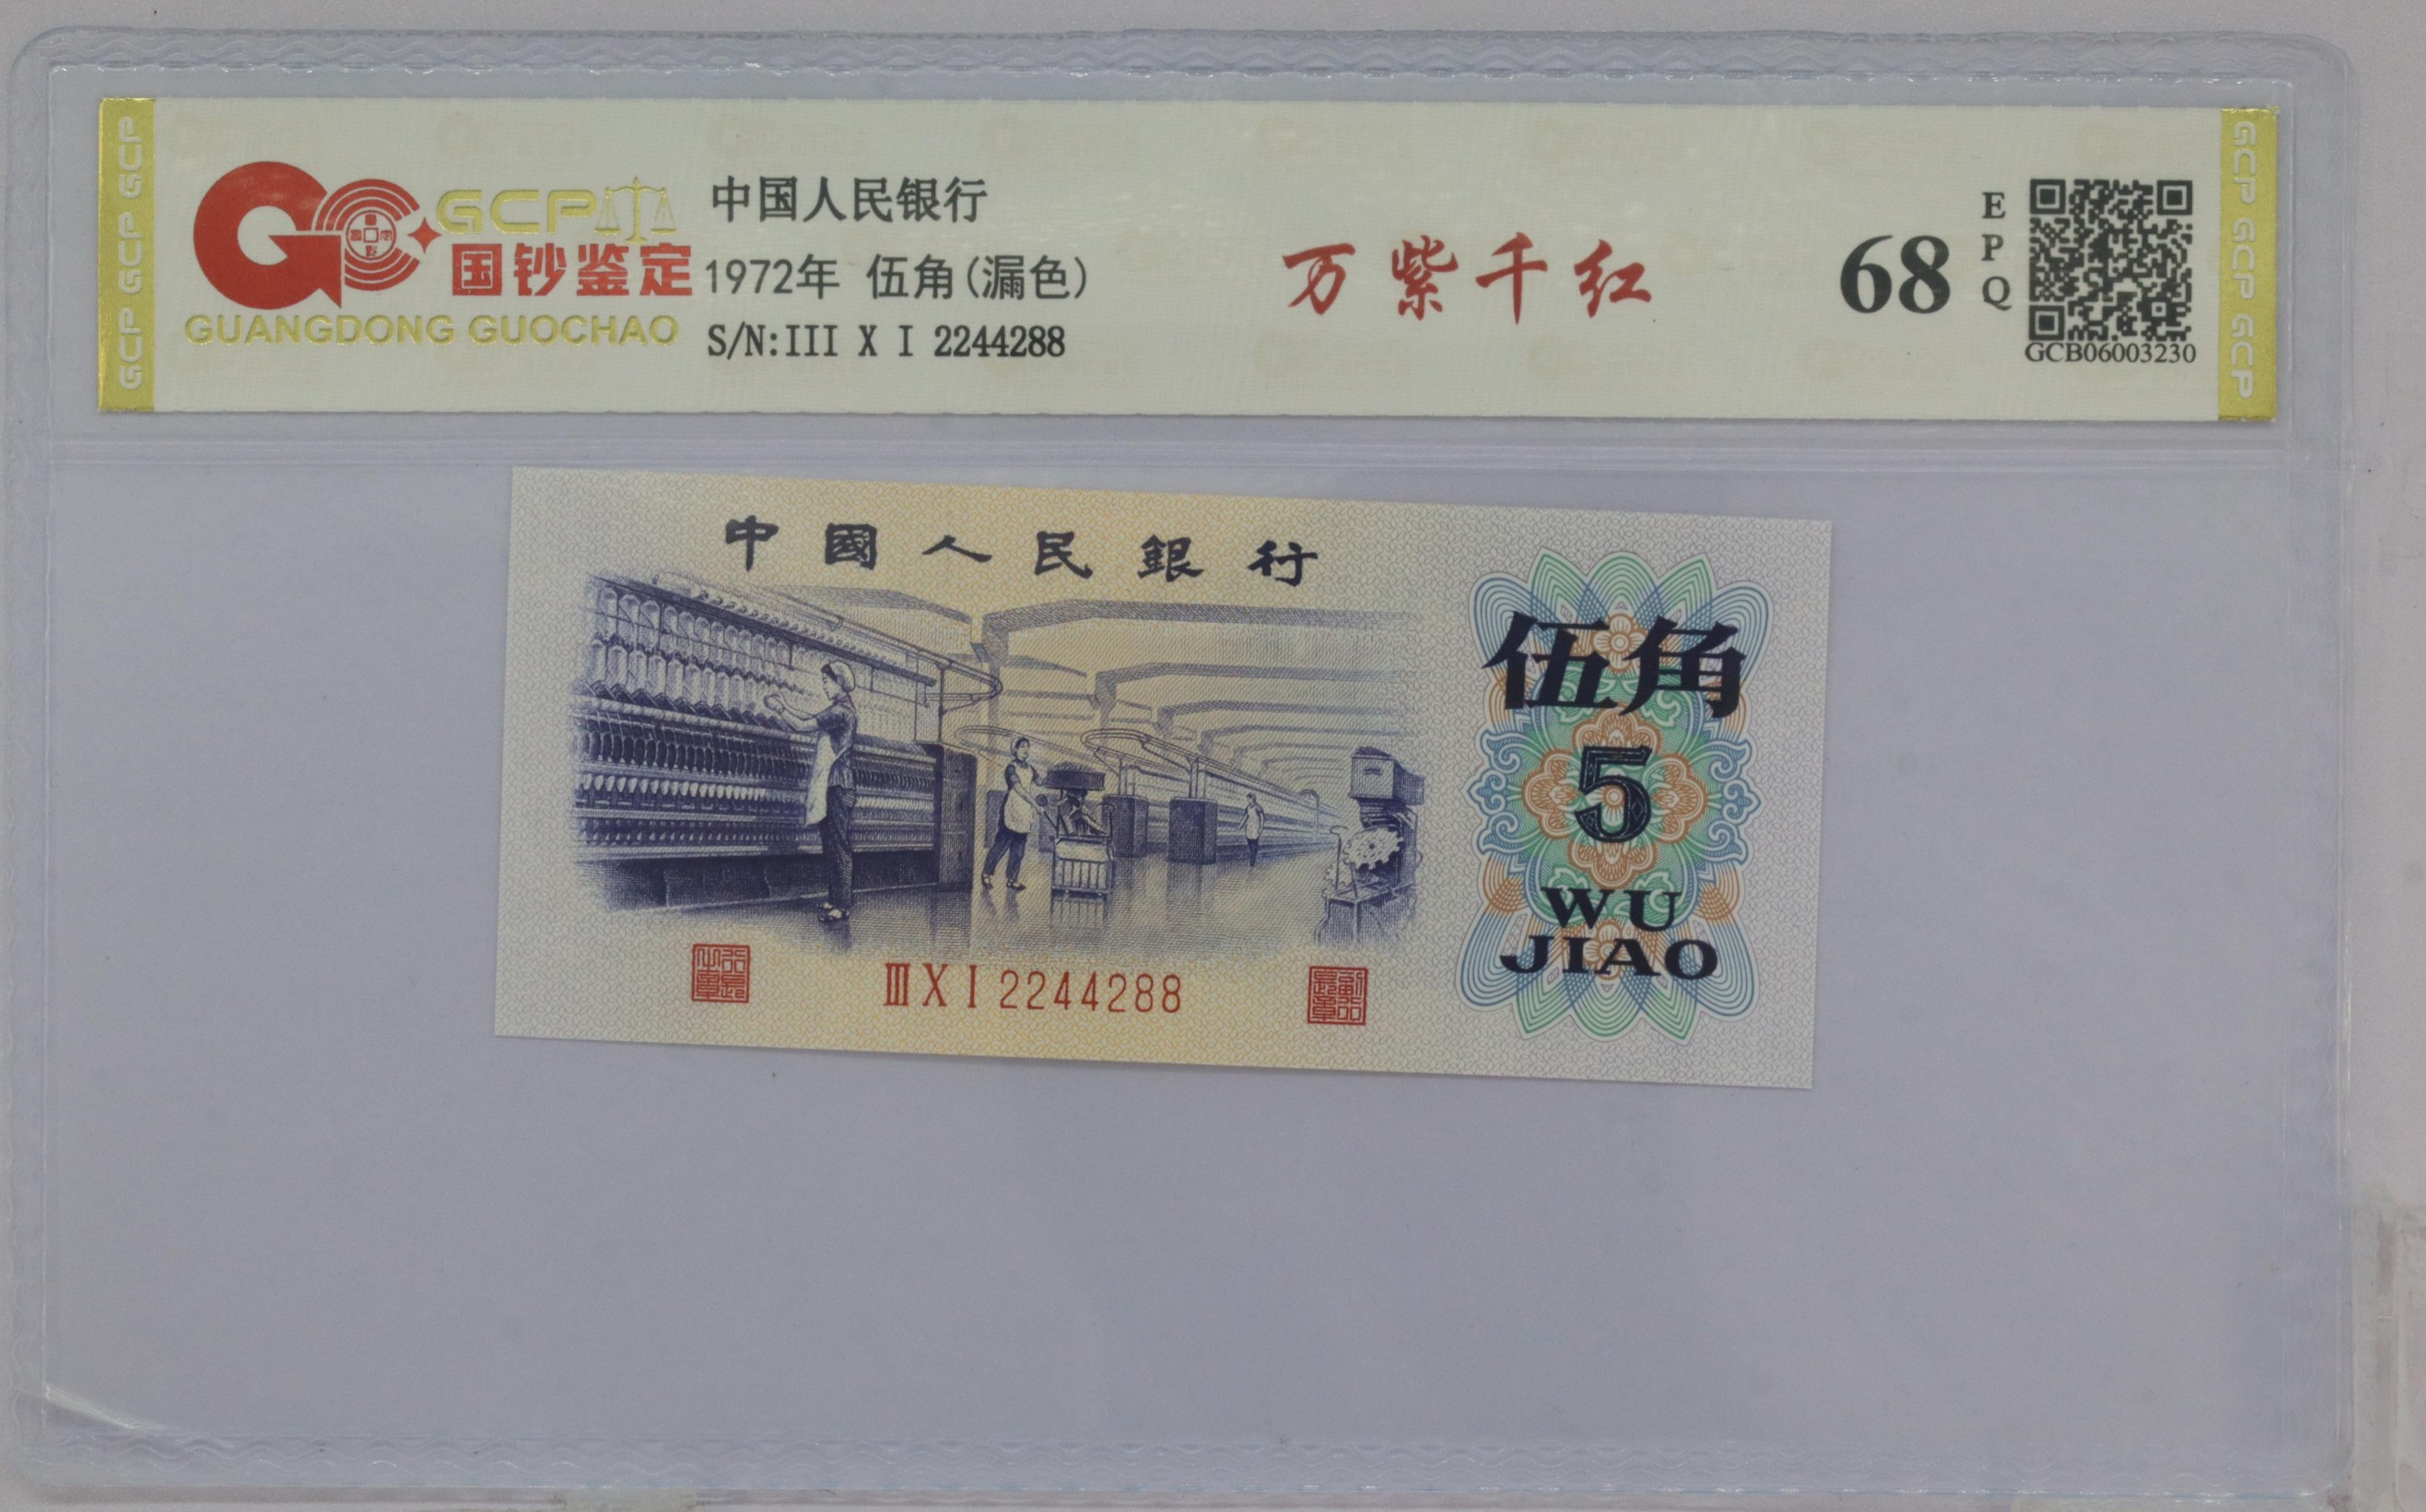 GCP GCP GCP
GCP
国钞鉴定
GUANGDONG GUOCHAO
中国人民银行
1972年 伍角(漏色)
S/N:III X I 2244288
万紫千红
68
EPQ
GCB06003230
GCP GCP GCP
中國人民銀行
伍角
5
WU
JIAO
ⅢⅩⅠ2244288